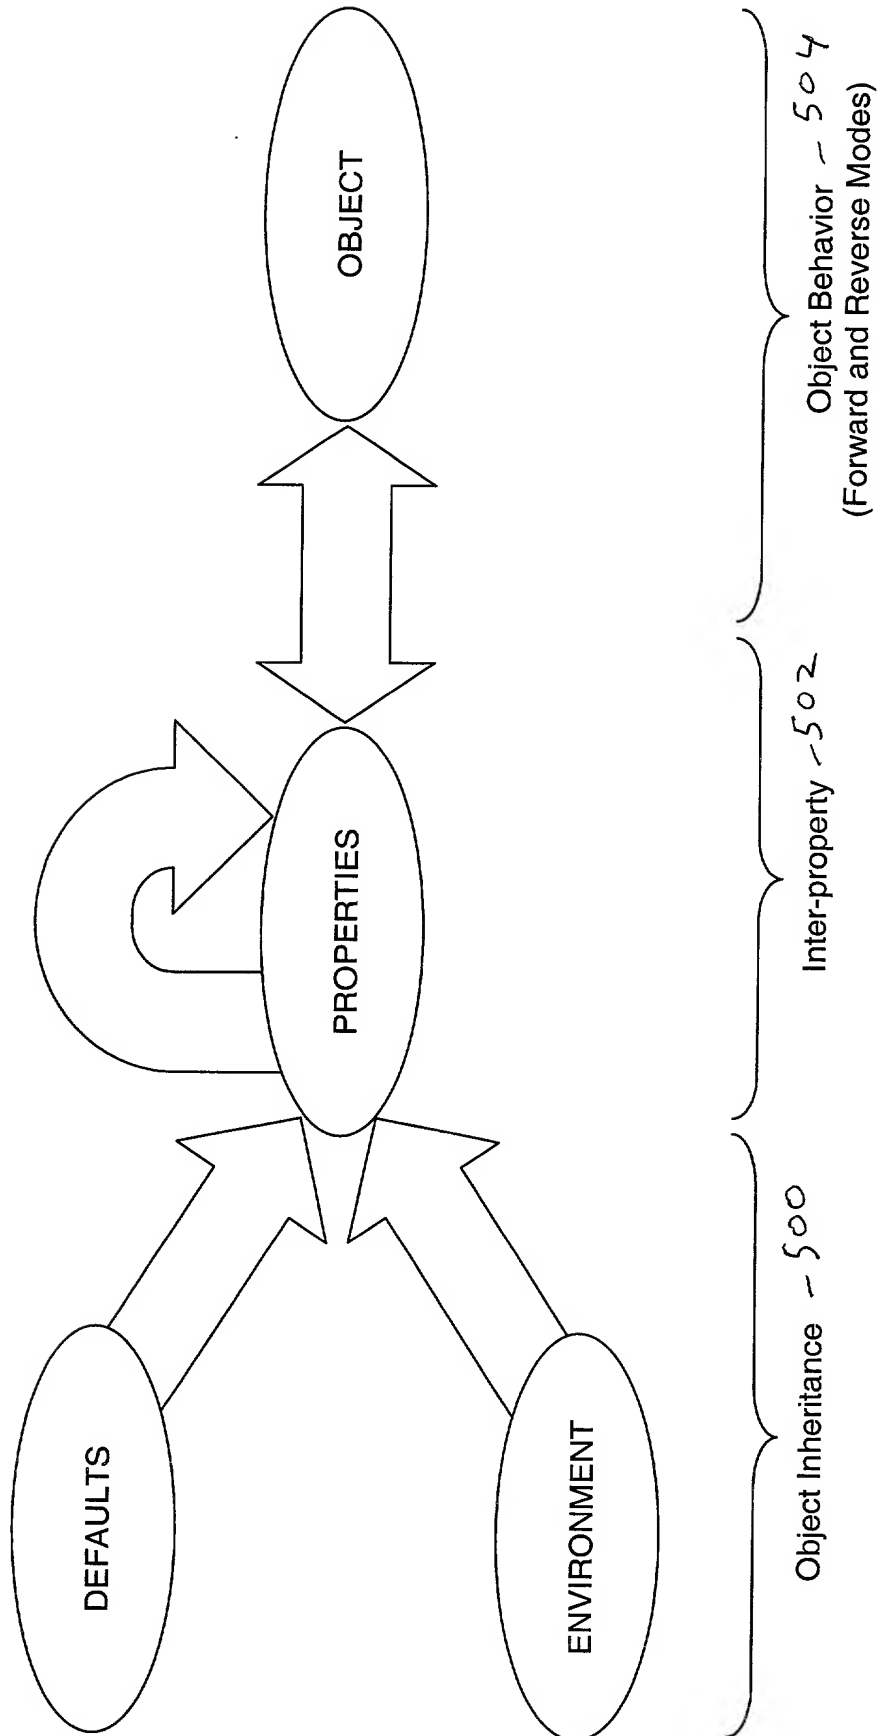 DEFAULTS
ENVIRONMENT
PROPERTIES
OBJECT
Object Inheritance - 500
Inter-property - 502
Object Behavior - 504
(Forward and Reverse Modes)